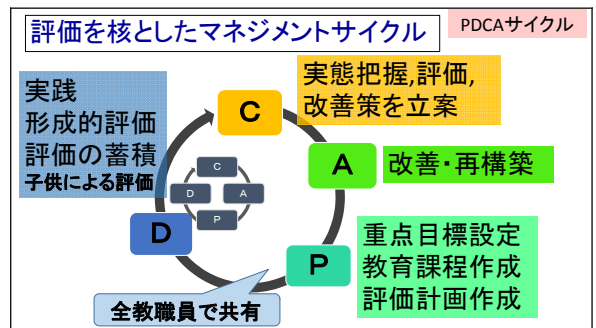 評価を核としたマネジメントサイクル
PDCAサイクル
実践
形成的評価
評価の蓄積
子供による評価
C
実態把握,評価,
改善策を立案
A
改善・再構築
C
D
A
P
D
P
重点目標設定
教育課程作成
評価計画作成
全教職員で共有